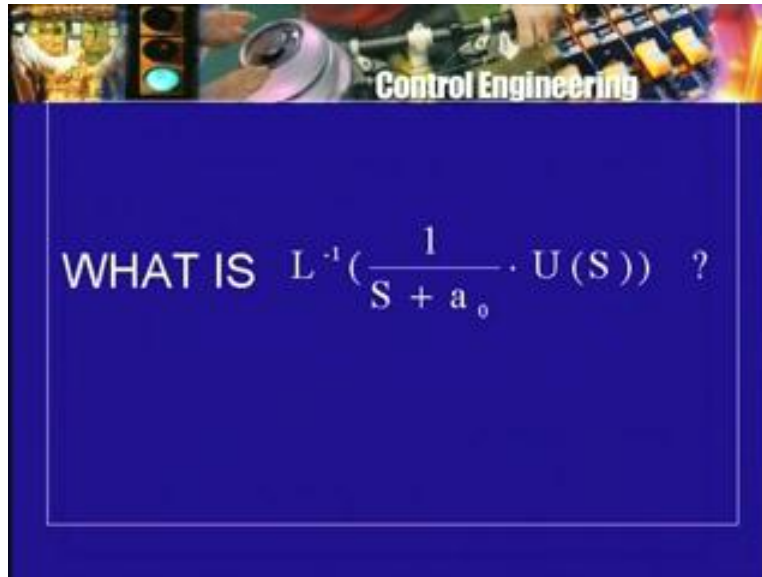 Control Engineering
WHAT IS L⁻¹(1/(S + a₀) · U(S)) ?